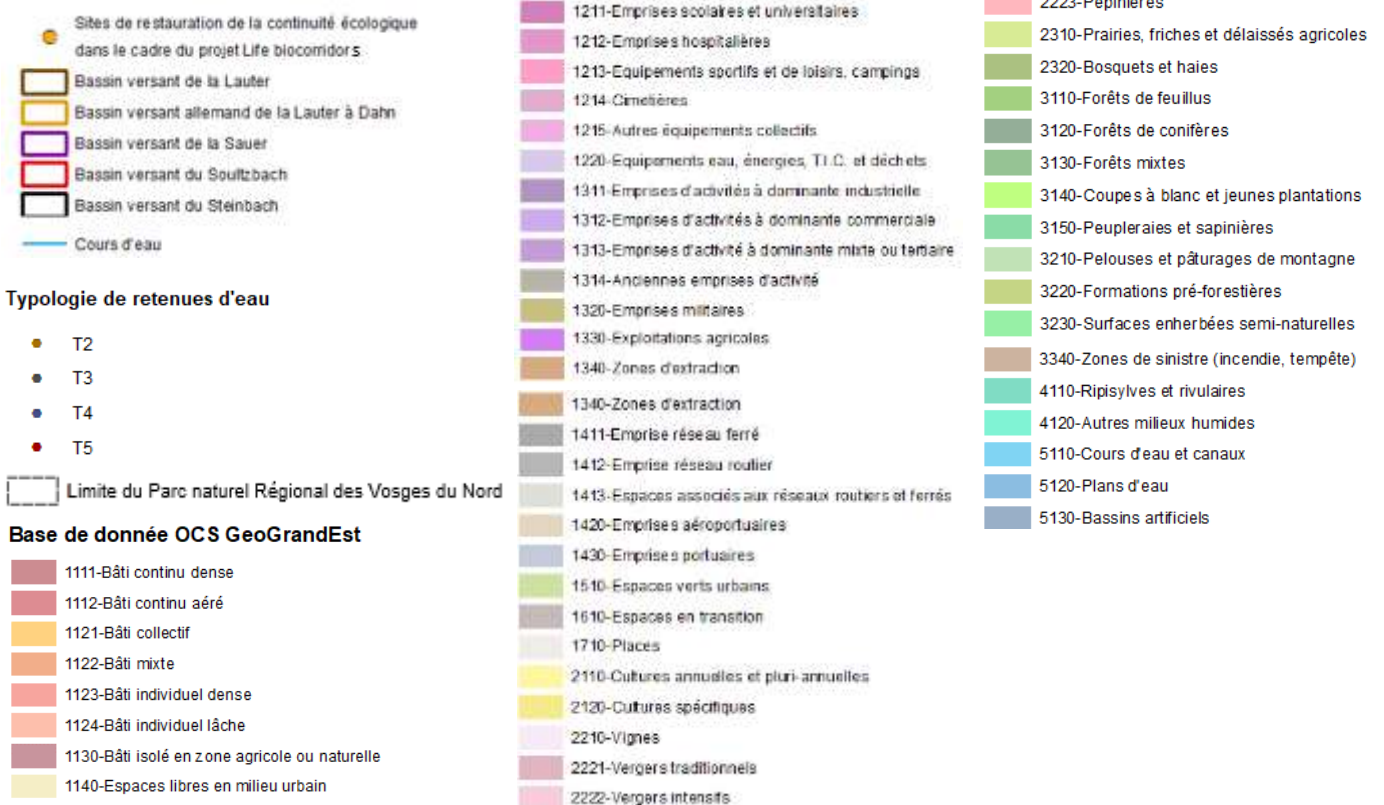 Sites de restauration de la continuité écologique
dans le cadre du projet Life biocorridors
Bassin versant de la Lauter
Bassin versant allemand de la Lauter à Dahn
Bassin versant de la Sauer
Bassin versant du Soultzbach
Bassin versant du Steinbach
Cours d'eau
Typologie de retenues d'eau
T2
T3
T4
T5
Limite du Parc naturel Régional des Vosges du Nord
Base de donnée OCS GeoGrandEst
1111-Bâti continu dense
1112-Bâti continu aéré
1121-Bâti collectif
1122-Bâti mixte
1123-Bâti individuel dense
1124-Bâti individuel lâche
1130-Bâti isolé en zone agricole ou naturelle
1140-Espaces libres en milieu urbain
1211-Emprises scolaires et universitaires
1212-Emprises hospitalières
1213-Equipements sportifs et de loisirs, campings
1214-Cimetières
1215-Autres équipements collectifs
1220-Equipements eau, énergies, T.I.C. et déchets
1311-Emprises d'activités à dominante industrielle
1312-Emprises d'activités à dominante commerciale
1313-Emprises d'activité à dominante mixte ou tertiaire
1314-Anciennes emprises d'activité
1320-Emprises militaires
1330-Exploitations agricoles
1340-Zones d'extraction
1340-Zones d'extraction
1411-Emprise réseau ferré
1412-Emprise réseau routier
1413-Espaces associés aux réseaux routiers et ferrés
1420-Emprises aéroportuaires
1430-Emprises portuaires
1510-Espaces verts urbains
1610-Espaces en transition
1710-Places
2110-Cultures annuelles et pluri-annuelles
2120-Cultures spécifiques
2210-Vignes
2221-Vergers traditionnels
2222-Vergers intensifs
2223-Pépinières
2310-Prairies, friches et délaissés agricoles
2320-Bosquets et haies
3110-Forêts de feuillus
3120-Forêts de conifères
3130-Forêts mixtes
3140-Coupes à blanc et jeunes plantations
3150-Peupleraies et sapinières
3210-Pelouses et pâturages de montagne
3220-Formations pré-forestières
3230-Surfaces enherbées semi-naturelles
3340-Zones de sinistre (incendie, tempête)
4110-Ripisylves et rivulaires
4120-Autres milieux humides
5110-Cours d'eau et canaux
5120-Plans d'eau
5130-Bassins artificiels